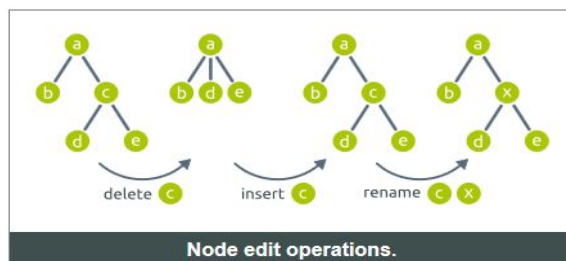 a a a a
b c b d e b c b x
d e d e d e
delete c insert c rename c x
Node edit operations.